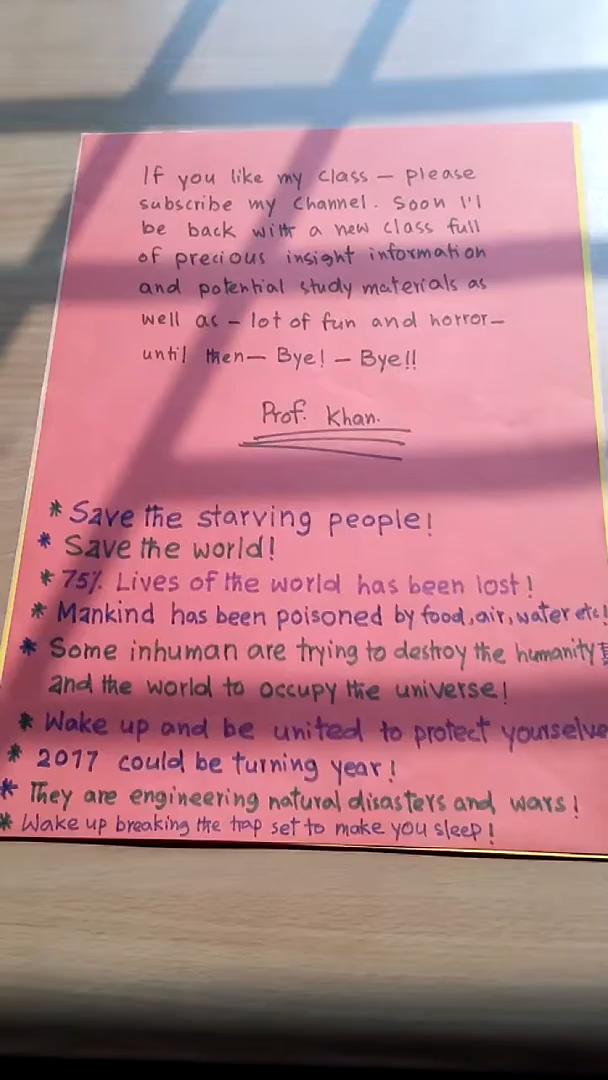 If you like my class – please
subscribe my channel. Soon I'l
be back with a new class full
of precious insight information
and potential study materials as
well as – lot of fun and horror–
until then– Bye! – Bye!!
Prof. Khan.
* Save the starving people!
* Save the world!
* 75% Lives of the world has been lost!
* Mankind has been poisoned by food, air, water etc!
* Some inhuman are trying to destroy the humanity
and the world to occupy the universe!
* Wake up and be united to protect yourselve
* 2017 could be turning year!
* They are engineering natural disasters and wars!
* Wake up breaking the trap set to make you sleep!